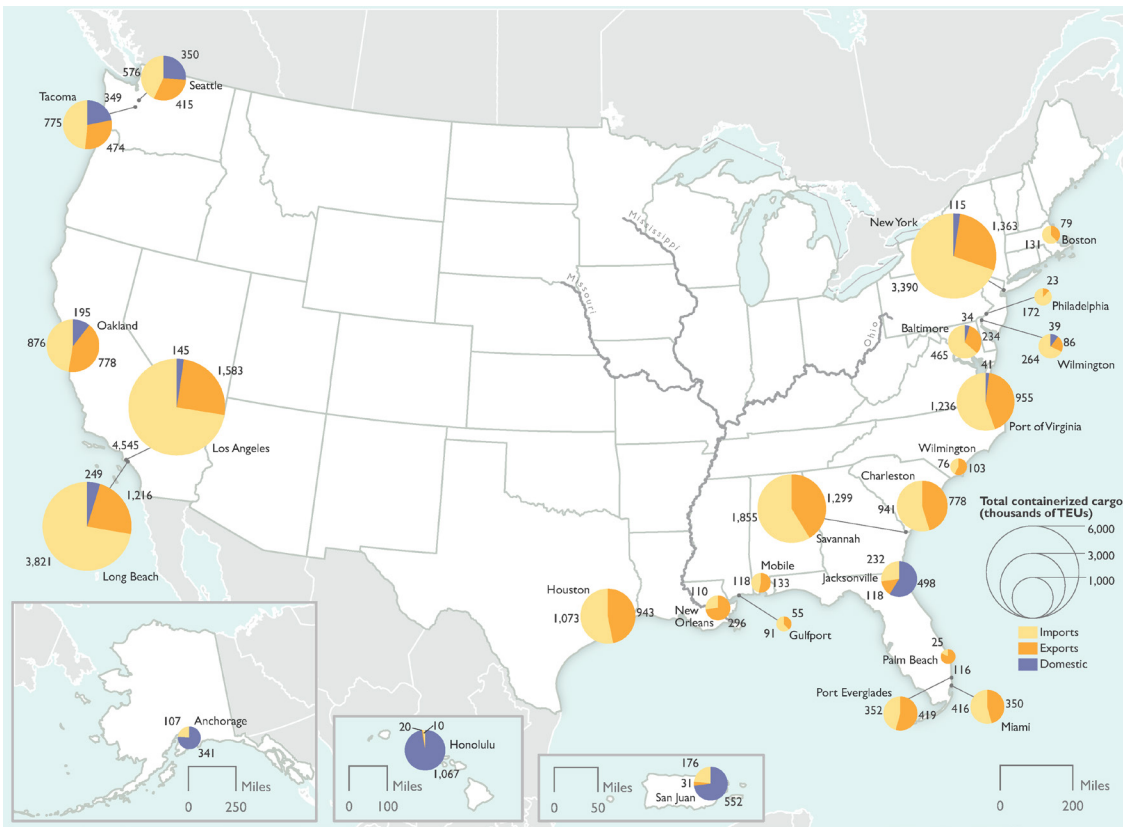 350
576
Seattle
415
Tacoma
349
775
474
195
Oakland
876
778
145
1,583
4,545
Los Angeles
249
1,216
3,821
Long Beach
Mississippi
Missouri
Ohio
115
New York
1,363
3,390
79
Boston
131
23
172
Philadelphia
34
Baltimore
234
465
39
86
264
Wilmington
41
955
1,236
Port of Virginia
Wilmington
76
103
Charleston
778
941
1,299
1,855
Savannah
Mobile
118
133
232
Jacksonville
498
118
Houston
943
1,073
110
New
Orleans
296
55
91
Gulfport
25
Palm Beach
116
Port Everglades
352
419
350
416
Miami
Total containerized cargo
(thousands of TEUs)
6,000
3,000
1,000
Imports
Exports
Domestic
107
Anchorage
341
Miles
0 250
20
10
Honolulu
1,067
Miles
0 100
176
31
San Juan
552
Miles
0 50
Miles
0 200